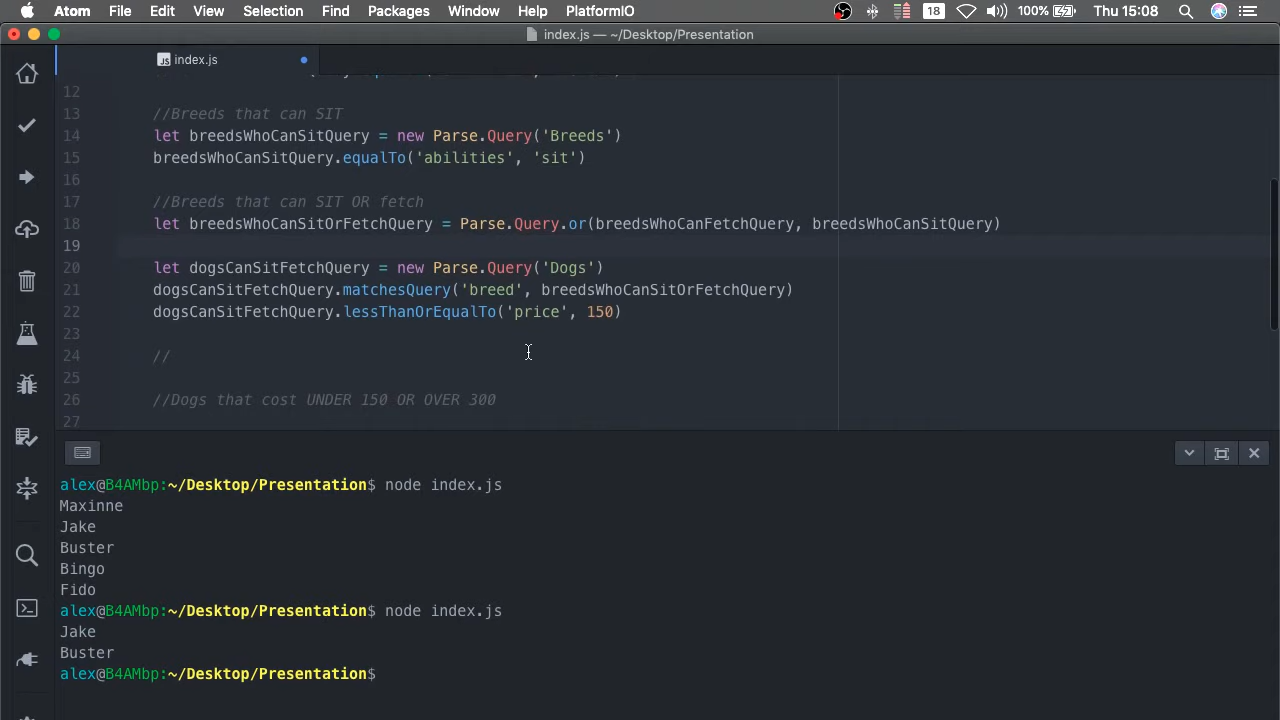 Atom File Edit View Selection Find Packages Window Help PlatformIO 18 100% Thu 15:08
index.js — ~/Desktop/Presentation
JS index.js
12
13 //Breeds that can SIT
14 let breedsWhoCanSitQuery = new Parse.Query('Breeds')
15 breedsWhoCanSitQuery.equalTo('abilities', 'sit')
16
17 //Breeds that can SIT OR fetch
18 let breedsWhoCanSitOrFetchQuery = Parse.Query.or(breedsWhoCanFetchQuery, breedsWhoCanSitQuery)
19
20 let dogsCanSitFetchQuery = new Parse.Query('Dogs')
21 dogsCanSitFetchQuery.matchesQuery('breed', breedsWhoCanSitOrFetchQuery)
22 dogsCanSitFetchQuery.lessThanOrEqualTo('price', 150)
23
24 //
25
26 //Dogs that cost UNDER 150 OR OVER 300
27
alex@B4AMbp:~/Desktop/Presentation$ node index.js
Maxinne
Jake
Buster
Bingo
Fido
alex@B4AMbp:~/Desktop/Presentation$ node index.js
Jake
Buster
alex@B4AMbp:~/Desktop/Presentation$